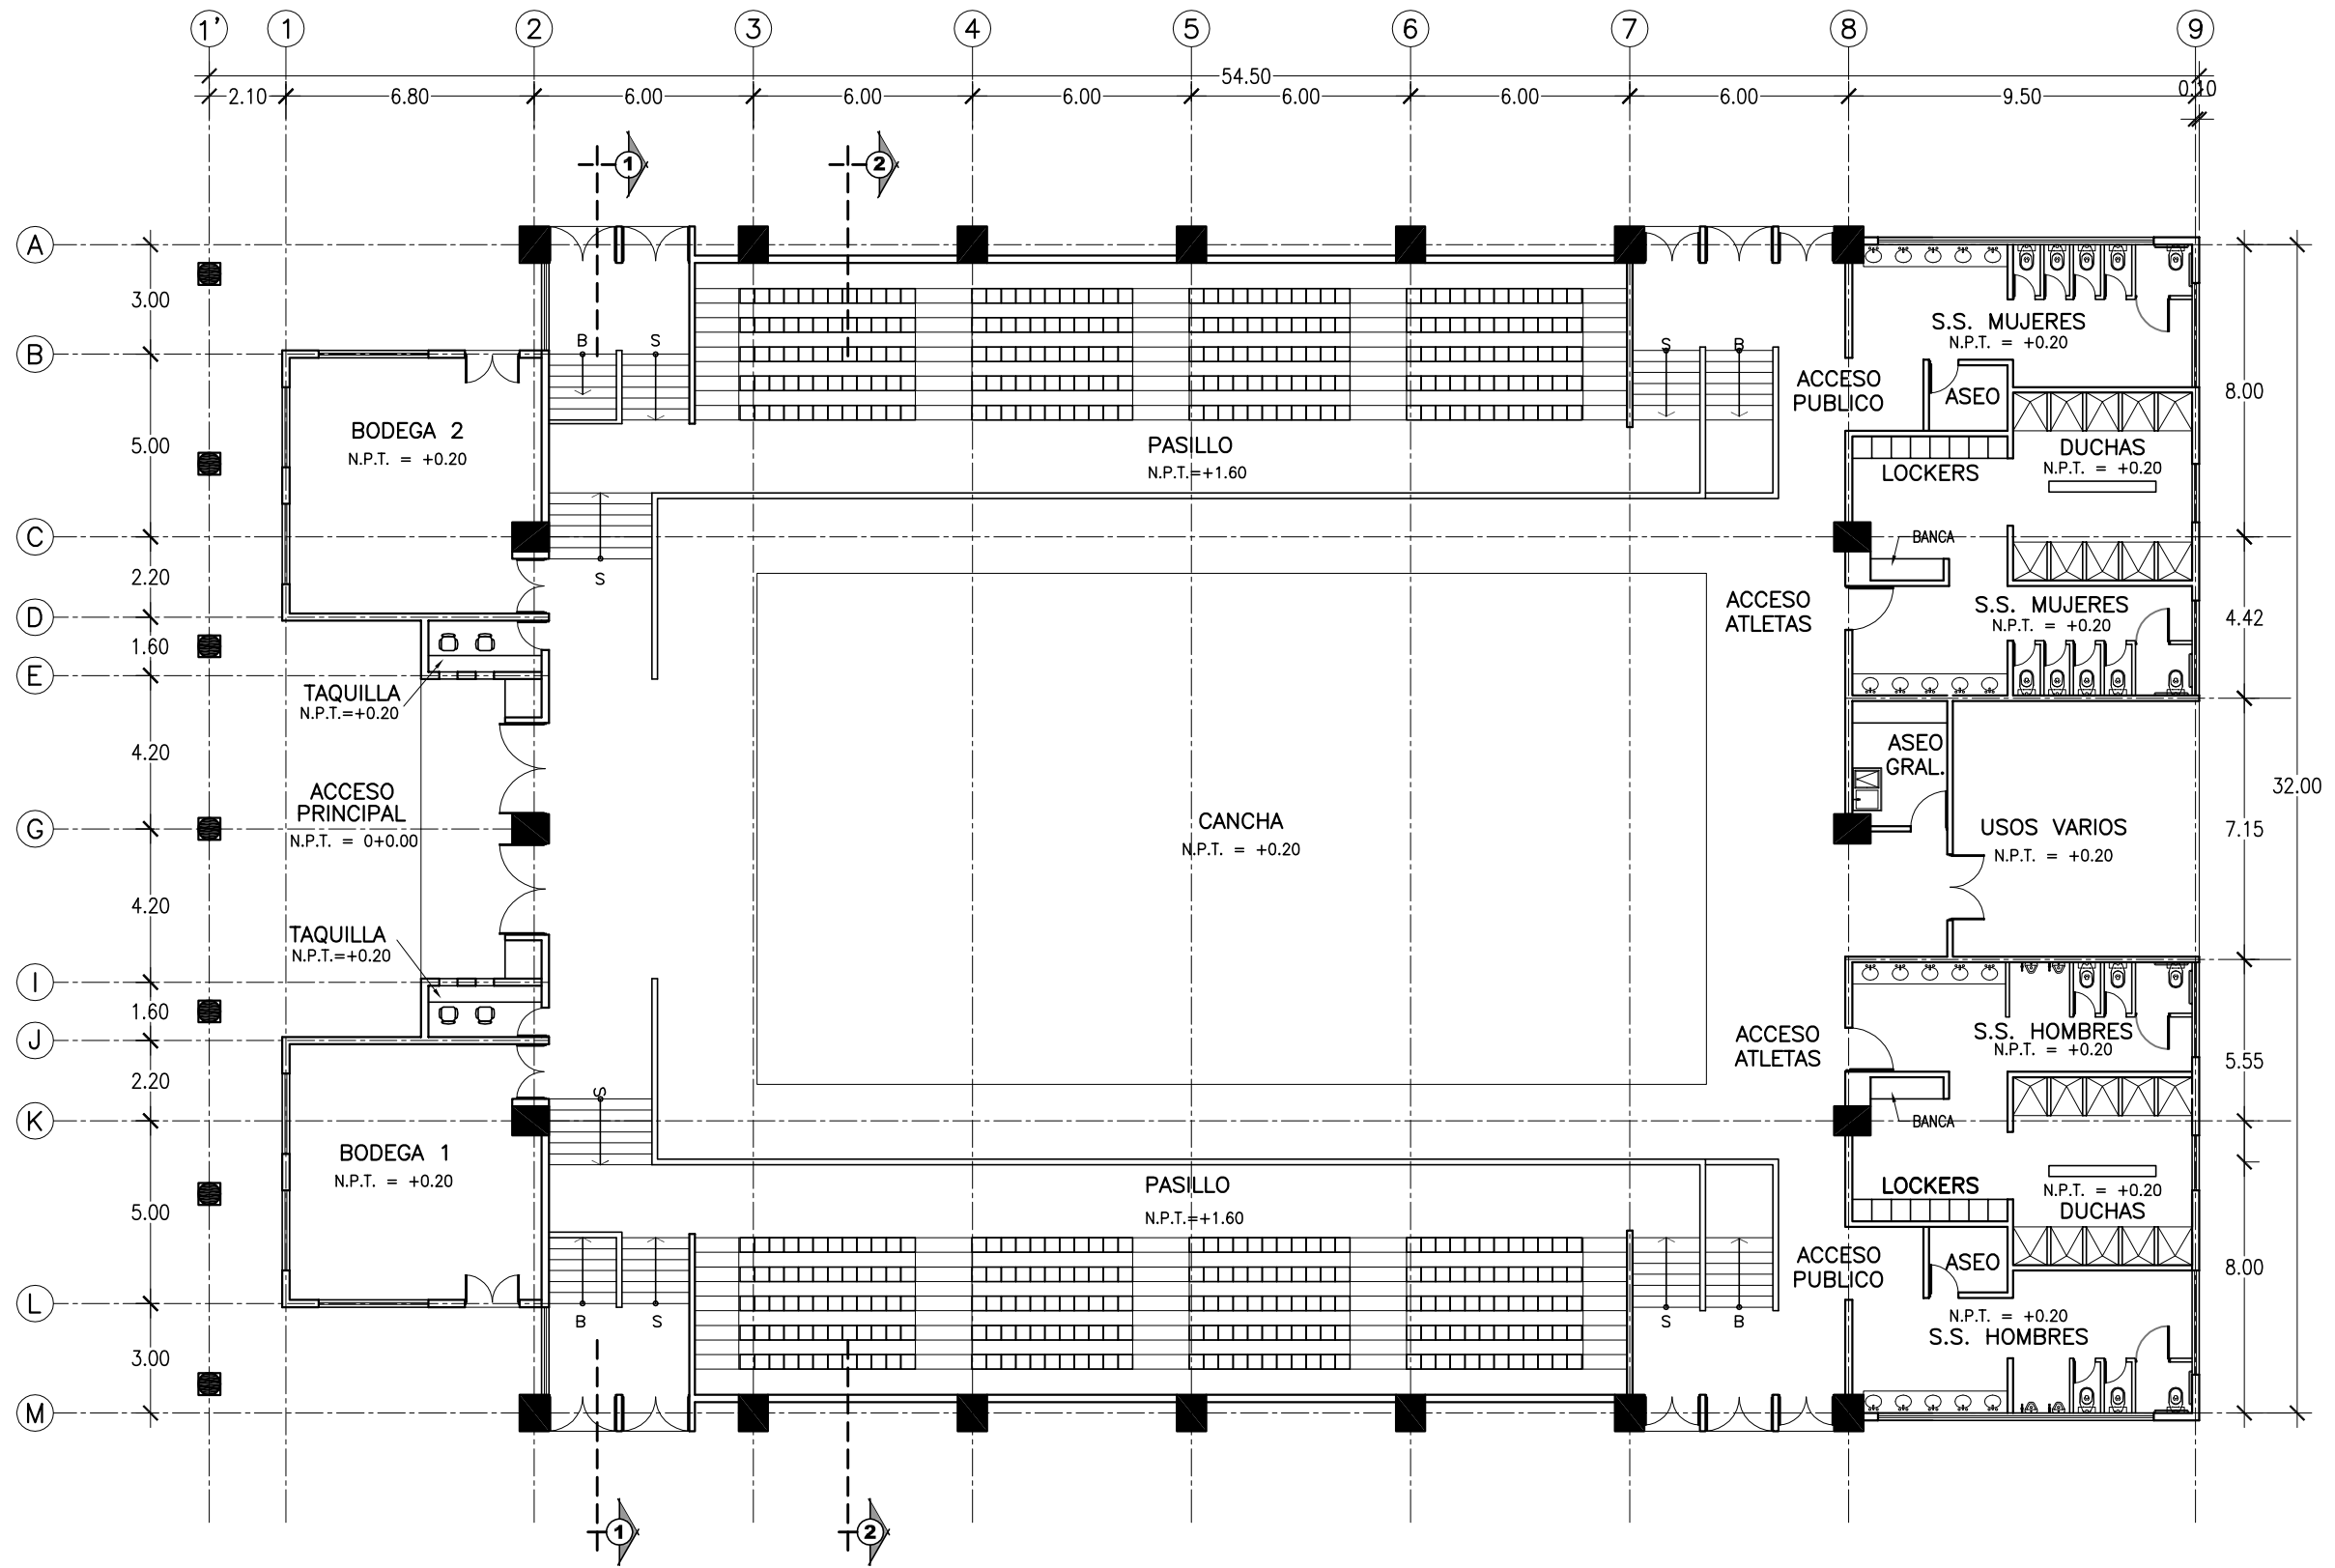 1' 1 2 3 4 5 6 7 8 9
54.50
2.10 6.80 6.00 6.00 6.00 6.00 6.00 6.00 9.50 0.10
1 2
A
3.00
B
5.00
C
2.20
D
1.60
E
4.20
G
4.20
I
1.60
J
2.20
K
5.00
L
3.00
M
B S
S B
S.S. MUJERES
N.P.T. = +0.20
ACCESO
PUBLICO
ASEO
8.00
BODEGA 2
N.P.T. = +0.20
PASILLO
N.P.T.=+1.60
DUCHAS
N.P.T. = +0.20
LOCKERS
BANCA
S
ACCESO
ATLETAS
S.S. MUJERES
N.P.T. = +0.20
4.42
TAQUILLA
N.P.T.=+0.20
ASEO
GRAL.
ACCESO
PRINCIPAL
N.P.T. = 0+0.00
CANCHA
N.P.T. = +0.20
USOS VARIOS
N.P.T. = +0.20
7.15
32.00
TAQUILLA
N.P.T.=+0.20
ACCESO
ATLETAS
S.S. HOMBRES
N.P.T. = +0.20
5.55
S
BANCA
BODEGA 1
N.P.T. = +0.20
PASILLO
N.P.T.=+1.60
LOCKERS
N.P.T. = +0.20
DUCHAS
ACCESO
PUBLICO
ASEO
8.00
B S
S B
N.P.T. = +0.20
S.S. HOMBRES
1 2